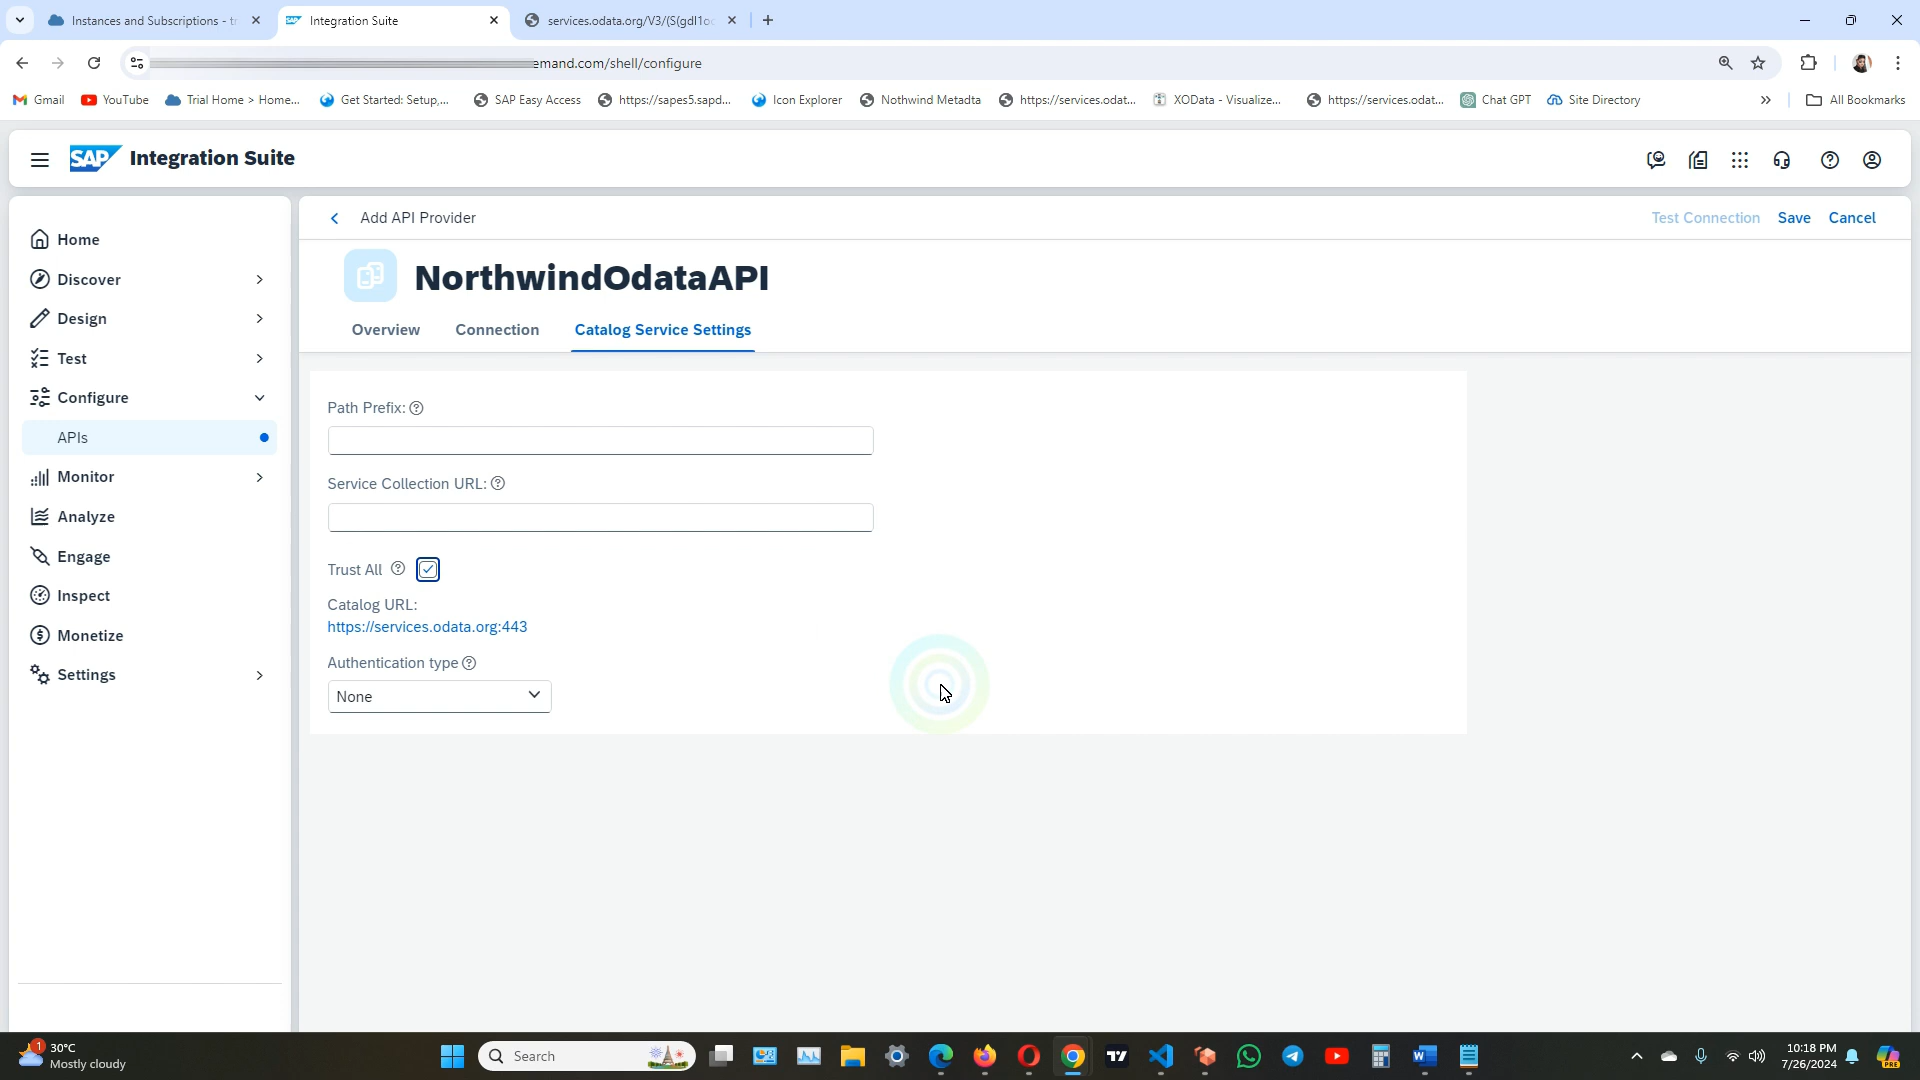 Instances and Subscriptions - tr
Integration Suite
services.odata.org/V3/(S(gdl1o
emand.com/shell/configure
Gmail
YouTube
Trial Home > Home...
Get Started: Setup,...
SAP Easy Access
https://sapes5.sapd...
Icon Explorer
Nothwind Metadta
https://services.odat...
XOData - Visualize...
https://services.odat...
Chat GPT
Site Directory
All Bookmarks
SAP Integration Suite
Home
Discover
Design
Test
Configure
APIs
Monitor
Analyze
Engage
Inspect
Monetize
Settings
Add API Provider
Test Connection Save Cancel
NorthwindOdataAPI
Overview Connection Catalog Service Settings
Path Prefix:
Service Collection URL:
Trust All
Catalog URL:
https://services.odata.org:443
Authentication type
None
1
30°C
Mostly cloudy
Search
10:18 PM
7/26/2024
PRE